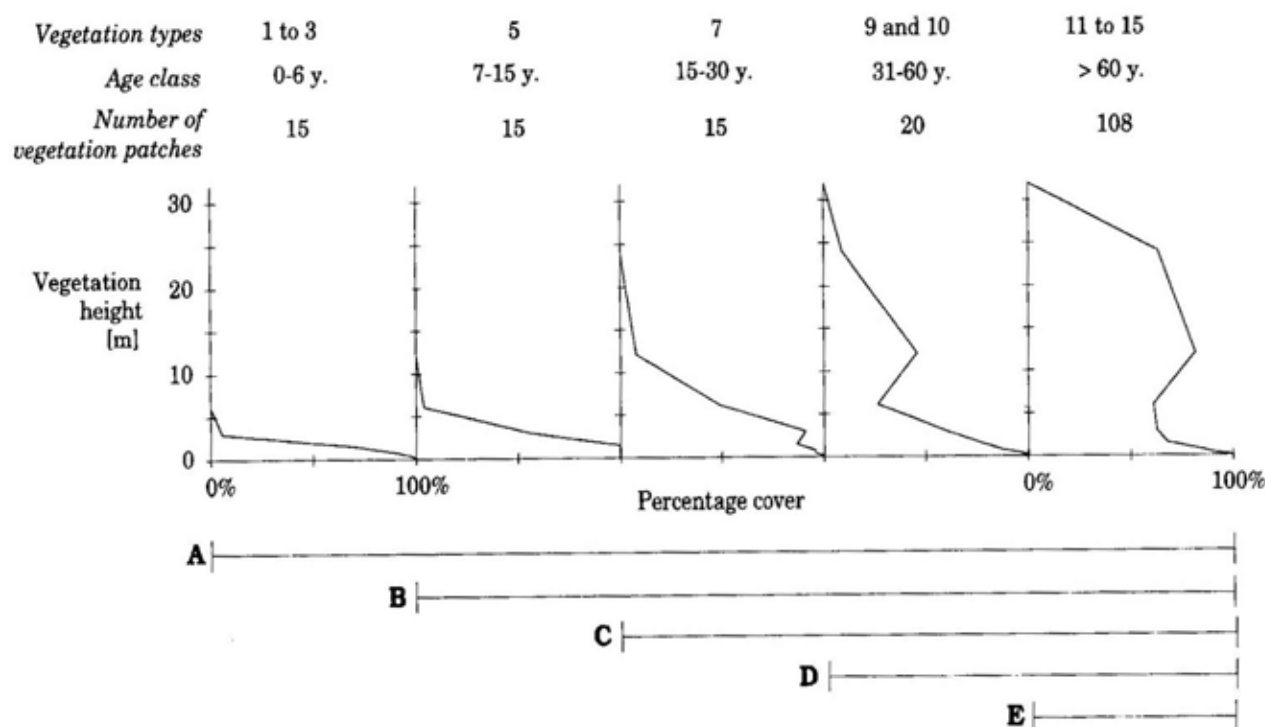 Vegetation types 1 to 3 5 7 9 and 10 11 to 15
Age class 0-6 y. 7-15 y. 15-30 y. 31-60 y. > 60 y.
Number of
vegetation patches 15 15 15 20 108
30
Vegetation
height
[m]
20
10
0
0% 100% Percentage cover 0% 100%
A
B
C
D
E